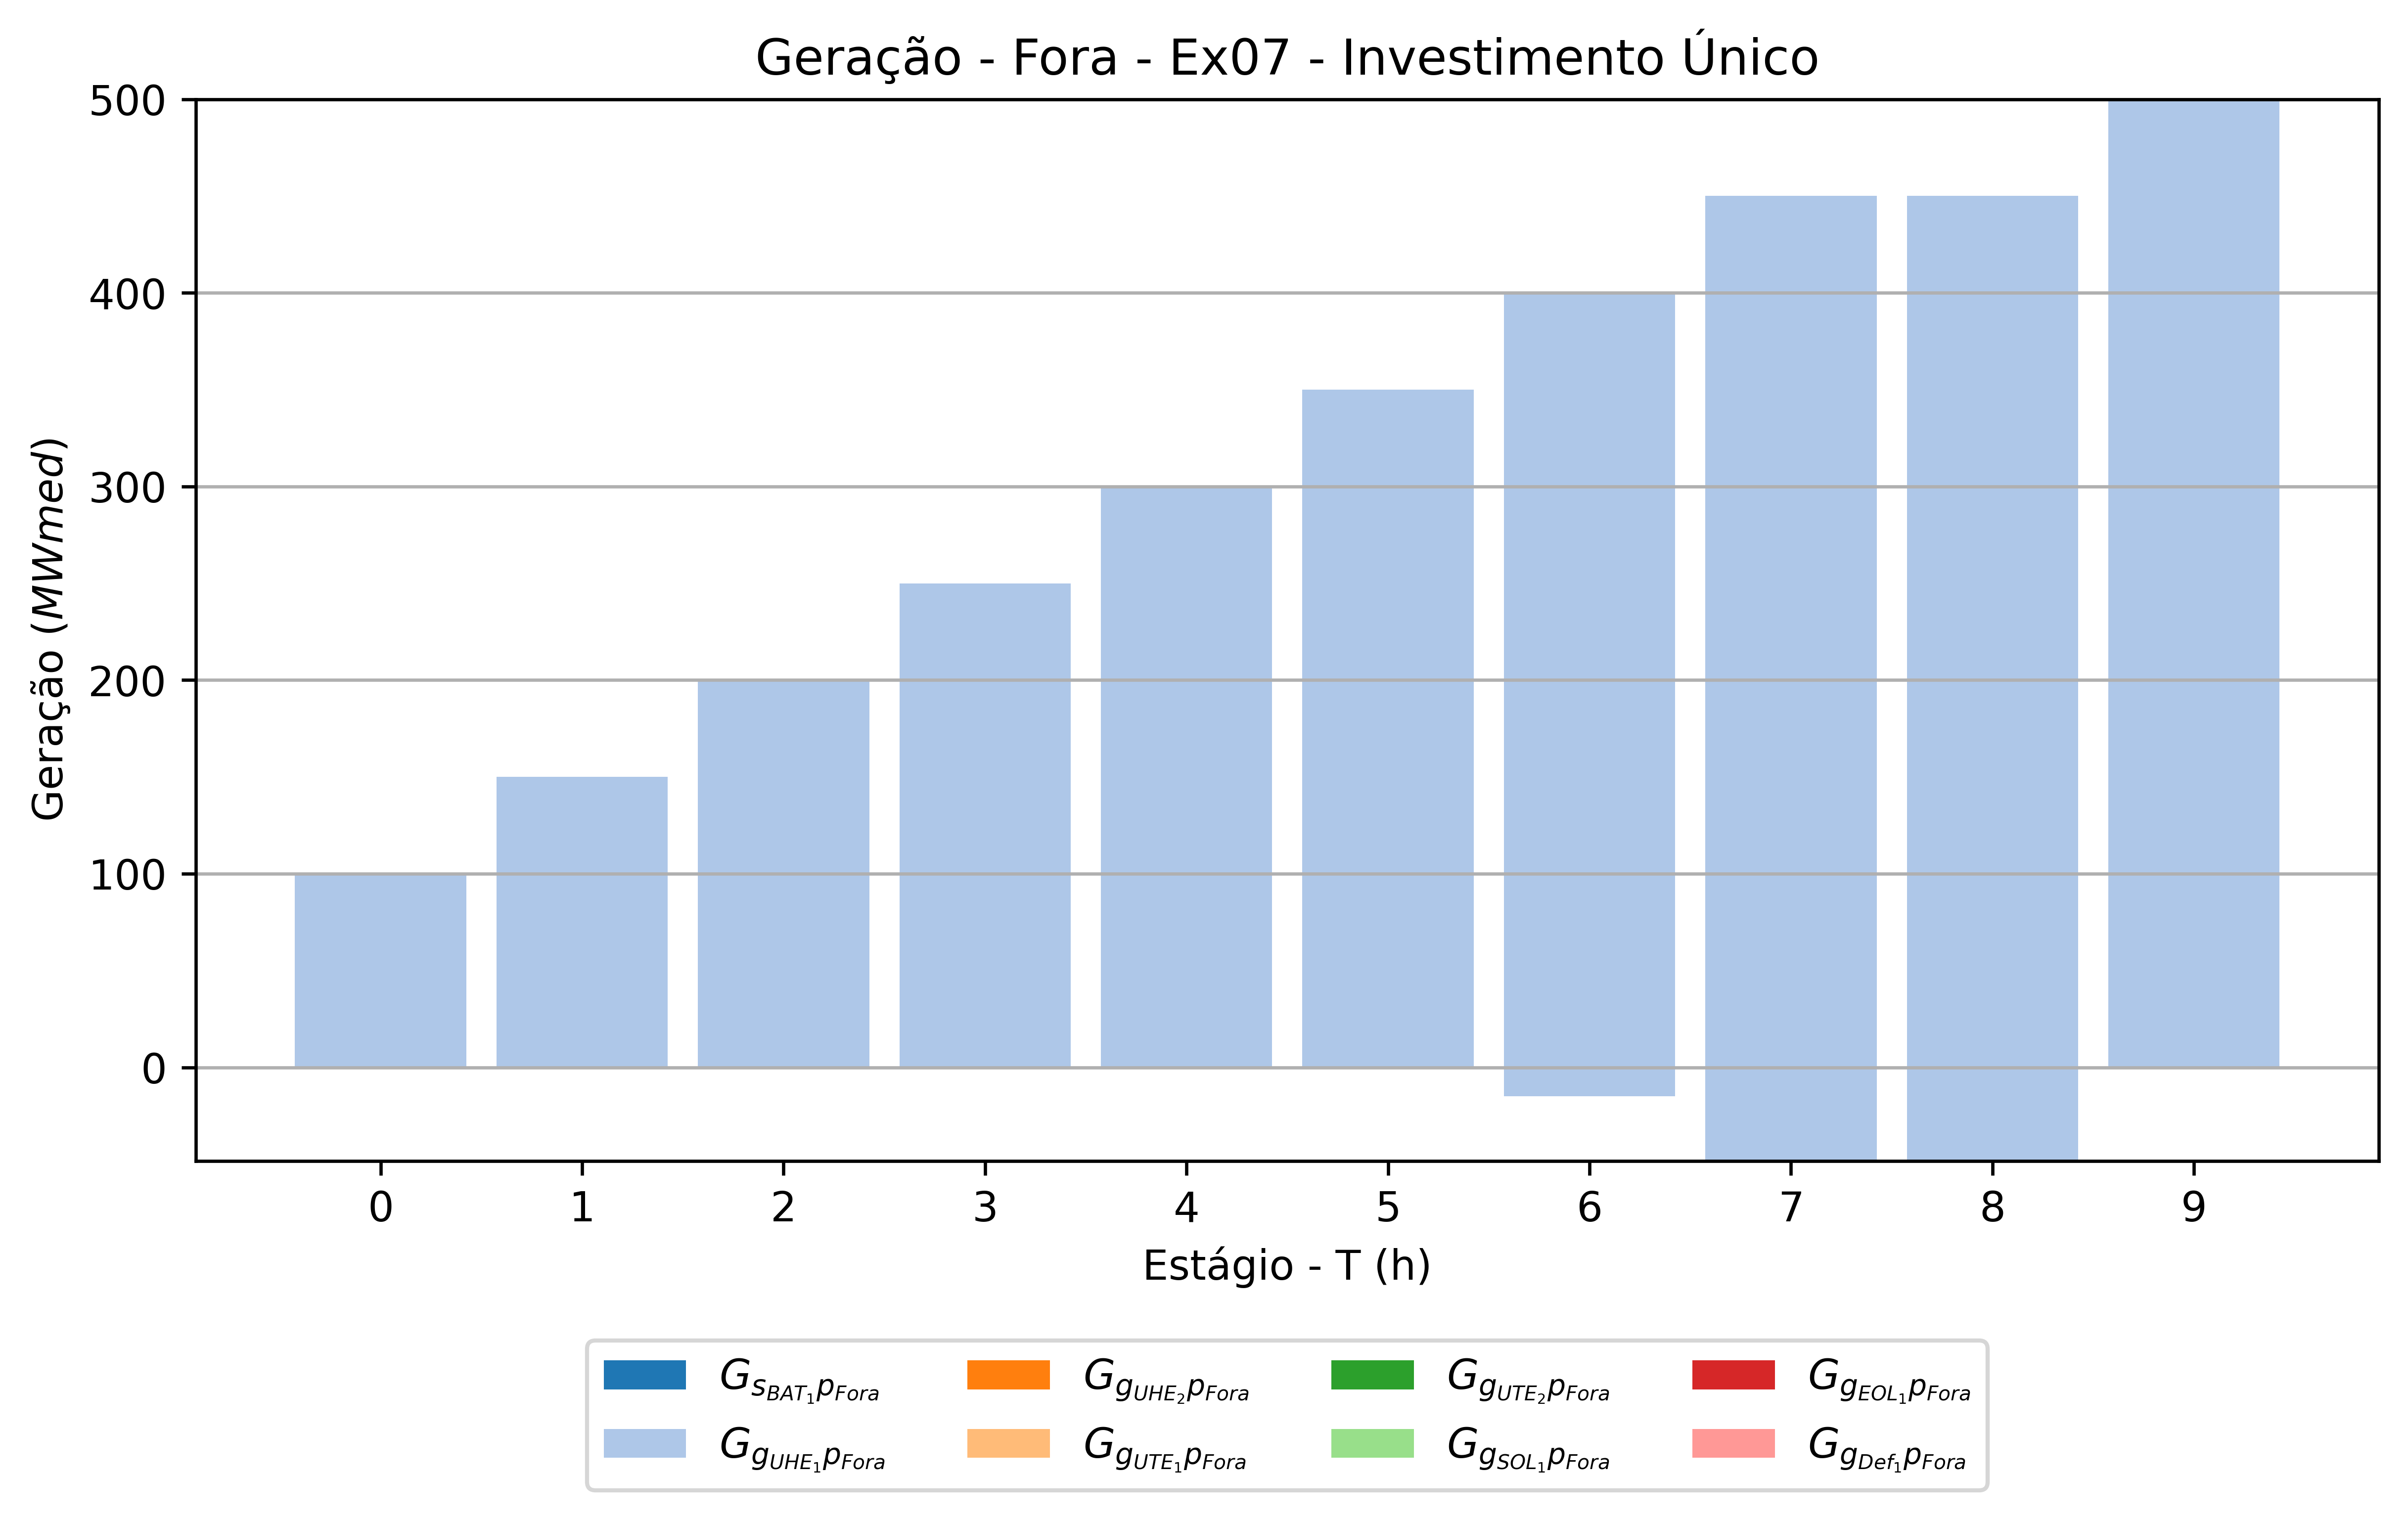 Geração - Fora - Ex07 - Investimento Único
500
400
300
200
100
0
Geração (MWmed)
0 1 2 3 4 5 6 7 8 9
Estágio - T (h)
G_{s_{BAT_1}p_{Fora}} G_{g_{UHE_2}p_{Fora}} G_{g_{UTE_2}p_{Fora}} G_{g_{EOL_1}p_{Fora}}
G_{g_{UHE_1}p_{Fora}} G_{g_{UTE_1}p_{Fora}} G_{g_{SOL_1}p_{Fora}} G_{g_{Def_1}p_{Fora}}